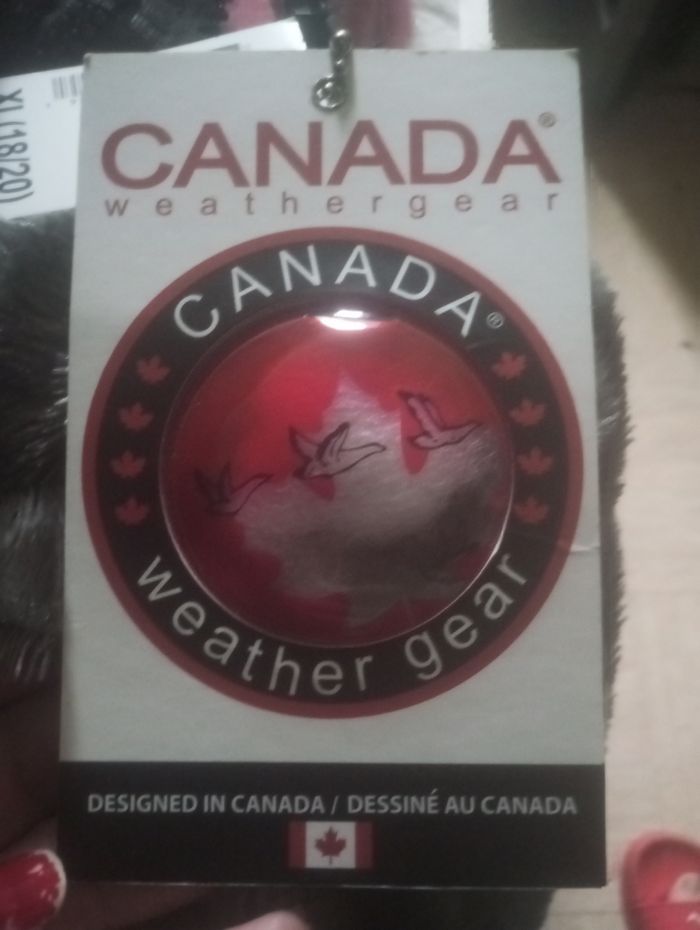 XL (18/20)
CANADA®
weathergear
CANADA®
weather gear
DESIGNED IN CANADA / DESSINÉ AU CANADA